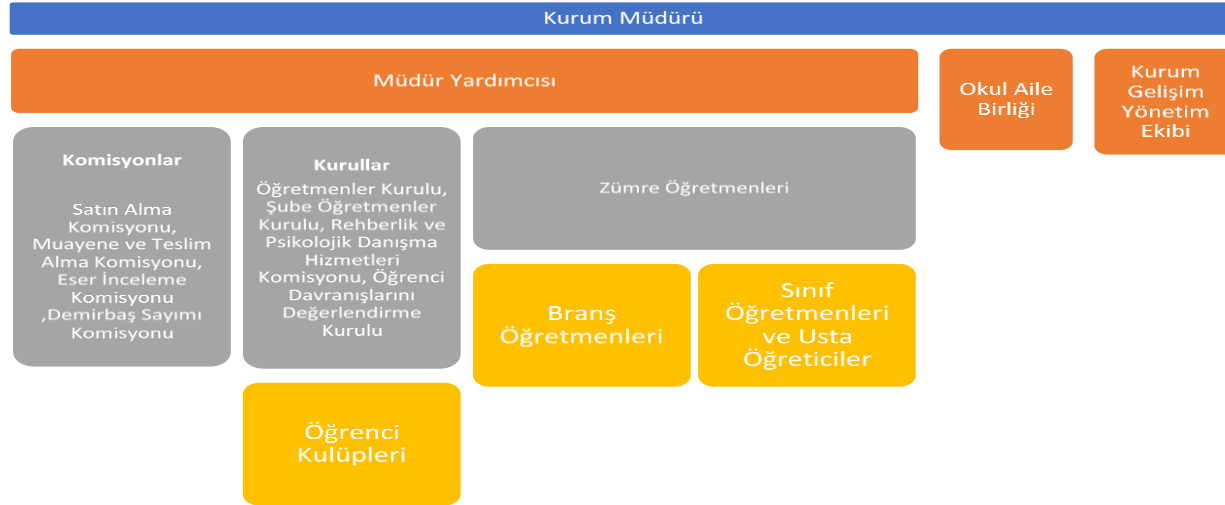 Kurum Müdürü
Müdür Yardımcısı
Okul Aile
Birliği
Kurum
Gelişim
Yönetim
Ekibi
Komisyonlar
Satın Alma
Komisyonu,
Muayene ve Teslim
Alma Komisyonu,
Eser İnceleme
Komisyonu
,Demirbaş Sayımı
Komisyonu
Kurullar
Öğretmenler Kurulu,
Şube Öğretmenler
Kurulu, Rehberlik ve
Psikolojik Danışma
Hizmetleri
Komisyonu, Öğrenci
Davranışlarını
Değerlendirme
Kurulu
Zümre Öğretmenleri
Branş
Öğretmenleri
Sınıf
Öğretmenleri
ve Usta
Öğreticiler
Öğrenci
Kulüpleri